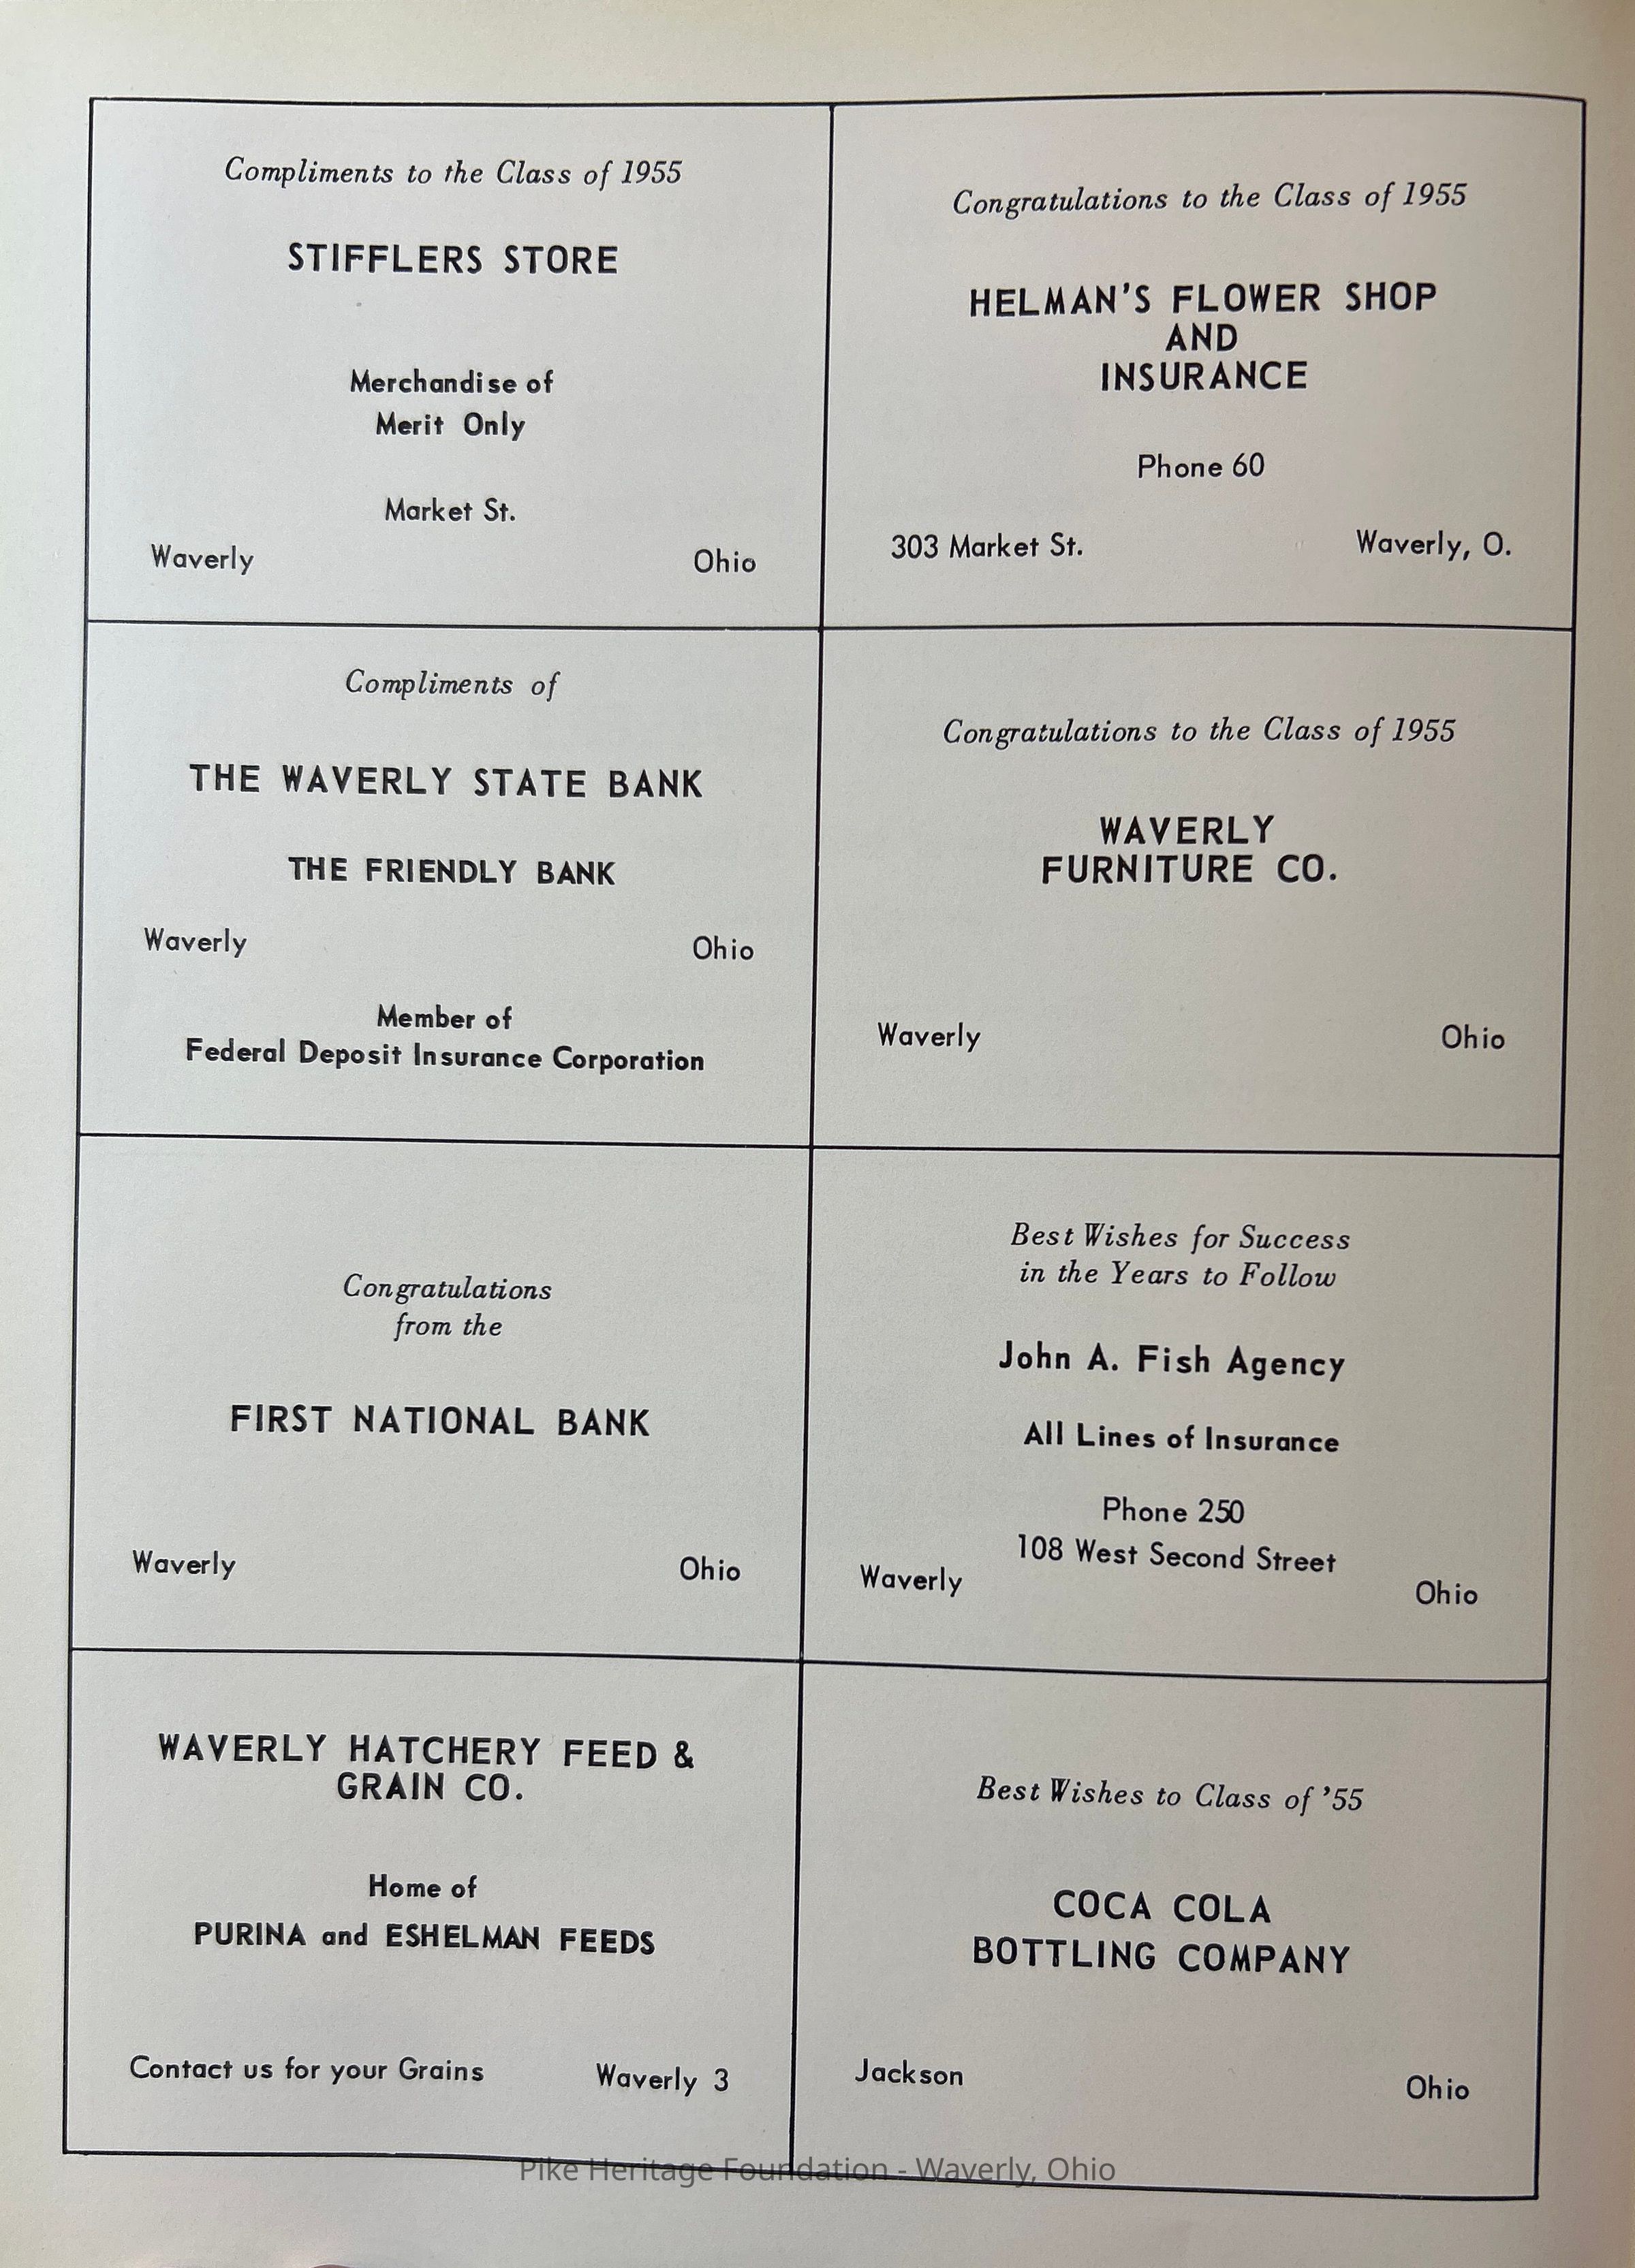 Compliments to the Class of 1955
STIFFLERS STORE
Merchandise of
Merit Only
Market St.
Waverly Ohio
Congratulations to the Class of 1955
HELMAN'S FLOWER SHOP
AND
INSURANCE
Phone 60
303 Market St. Waverly, O.
Compliments of
THE WAVERLY STATE BANK
THE FRIENDLY BANK
Waverly Ohio
Member of
Federal Deposit Insurance Corporation
Congratulations to the Class of 1955
WAVERLY
FURNITURE CO.
Waverly Ohio
Congratulations
from the
FIRST NATIONAL BANK
Waverly Ohio
Best Wishes for Success
in the Years to Follow
John A. Fish Agency
All Lines of Insurance
Phone 250
108 West Second Street
Waverly Ohio
WAVERLY HATCHERY FEED &
GRAIN CO.
Home of
PURINA and ESHELMAN FEEDS
Contact us for your Grains Waverly 3
Best Wishes to Class of '55
COCA COLA
BOTTLING COMPANY
Jackson Ohio
Pike Heritage Foundation - Waverly, Ohio